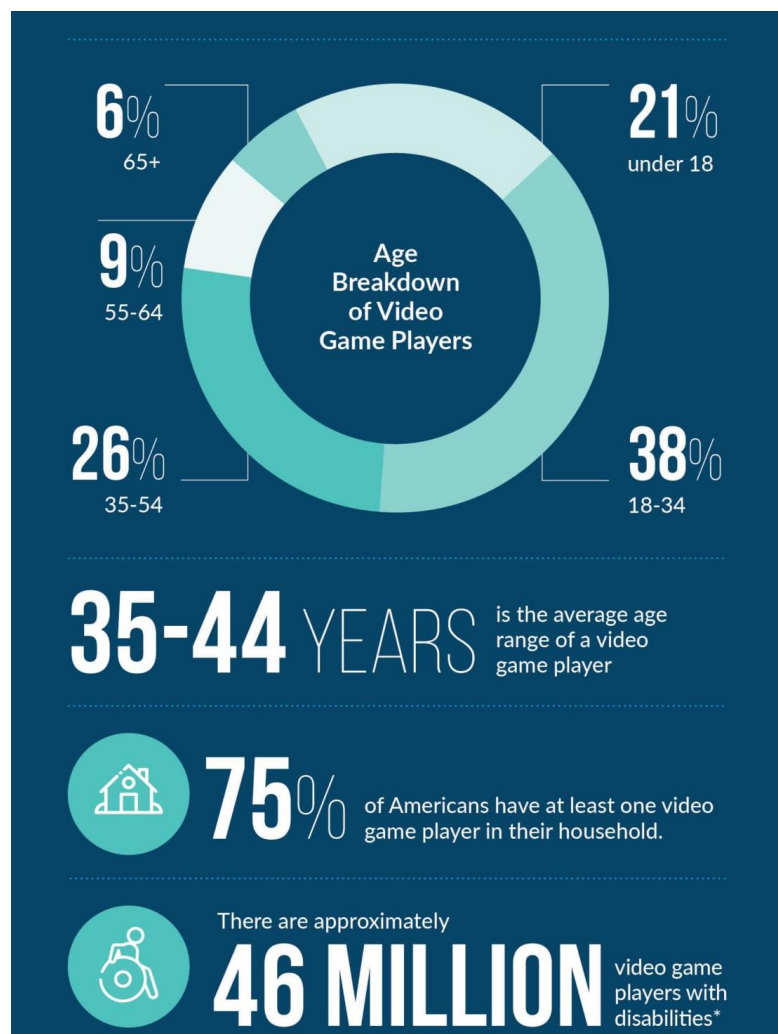 6%
65+
21%
under 18
9%
55-64
Age
Breakdown
of Video
Game Players
26%
35-54
38%
18-34
35-44 YEARS
is the average age
range of a video
game player
75%
of Americans have at least one video
game player in their household.
There are approximately
46 MILLION
video game
players with
disabilities*